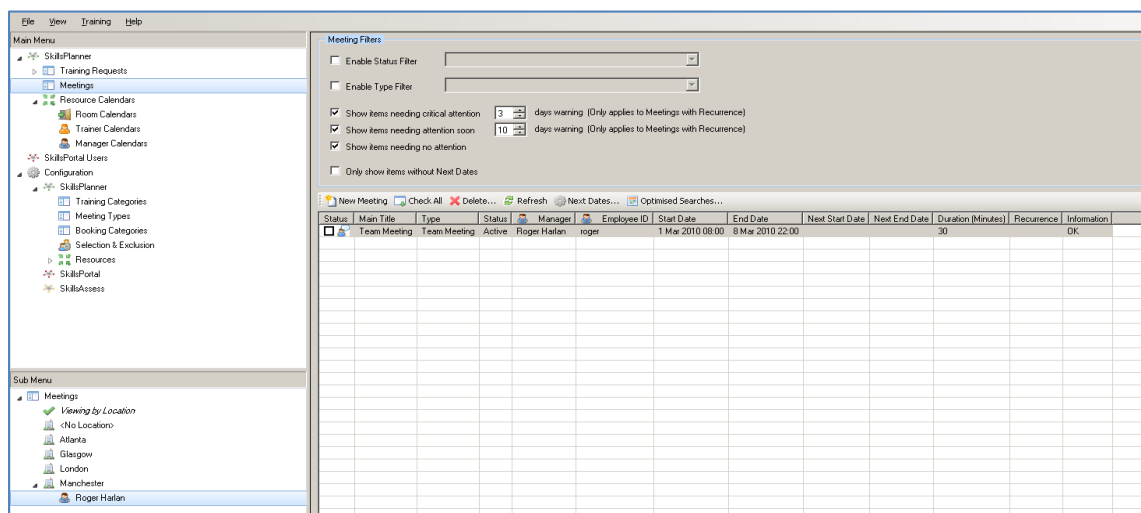 File View Training Help
Main Menu
SkillsPlanner
Training Requests
Meetings
Resource Calendars
Room Calendars
Trainer Calendars
Manager Calendars
SkillsPortal Users
Configuration
SkillsPlanner
Training Categories
Meeting Types
Booking Categories
Selection & Exclusion
Resources
SkillsPortal
SkillsAssess
Sub Menu
Meetings
Viewing by Location
<No Location>
Atlanta
Glasgow
London
Manchester
Roger Harlan
Meeting Filters
Enable Status Filter
Enable Type Filter
Show items needing critical attention 3 days warning (Only applies to Meetings with Recurrence)
Show items needing attention soon 10 days warning (Only applies to Meetings with Recurrence)
Show items needing no attention
Only show items without Next Dates
New Meeting Check All Delete... Refresh Next Dates... Optimised Searches...
Status Main Title Type Status Manager Employee ID Start Date End Date Next Start Date Next End Date Duration (Minutes) Recurrence Information
Team Meeting Team Meeting Active Roger Harlan roger 1 Mar 2010 08:00 8 Mar 2010 22:00 30 OK